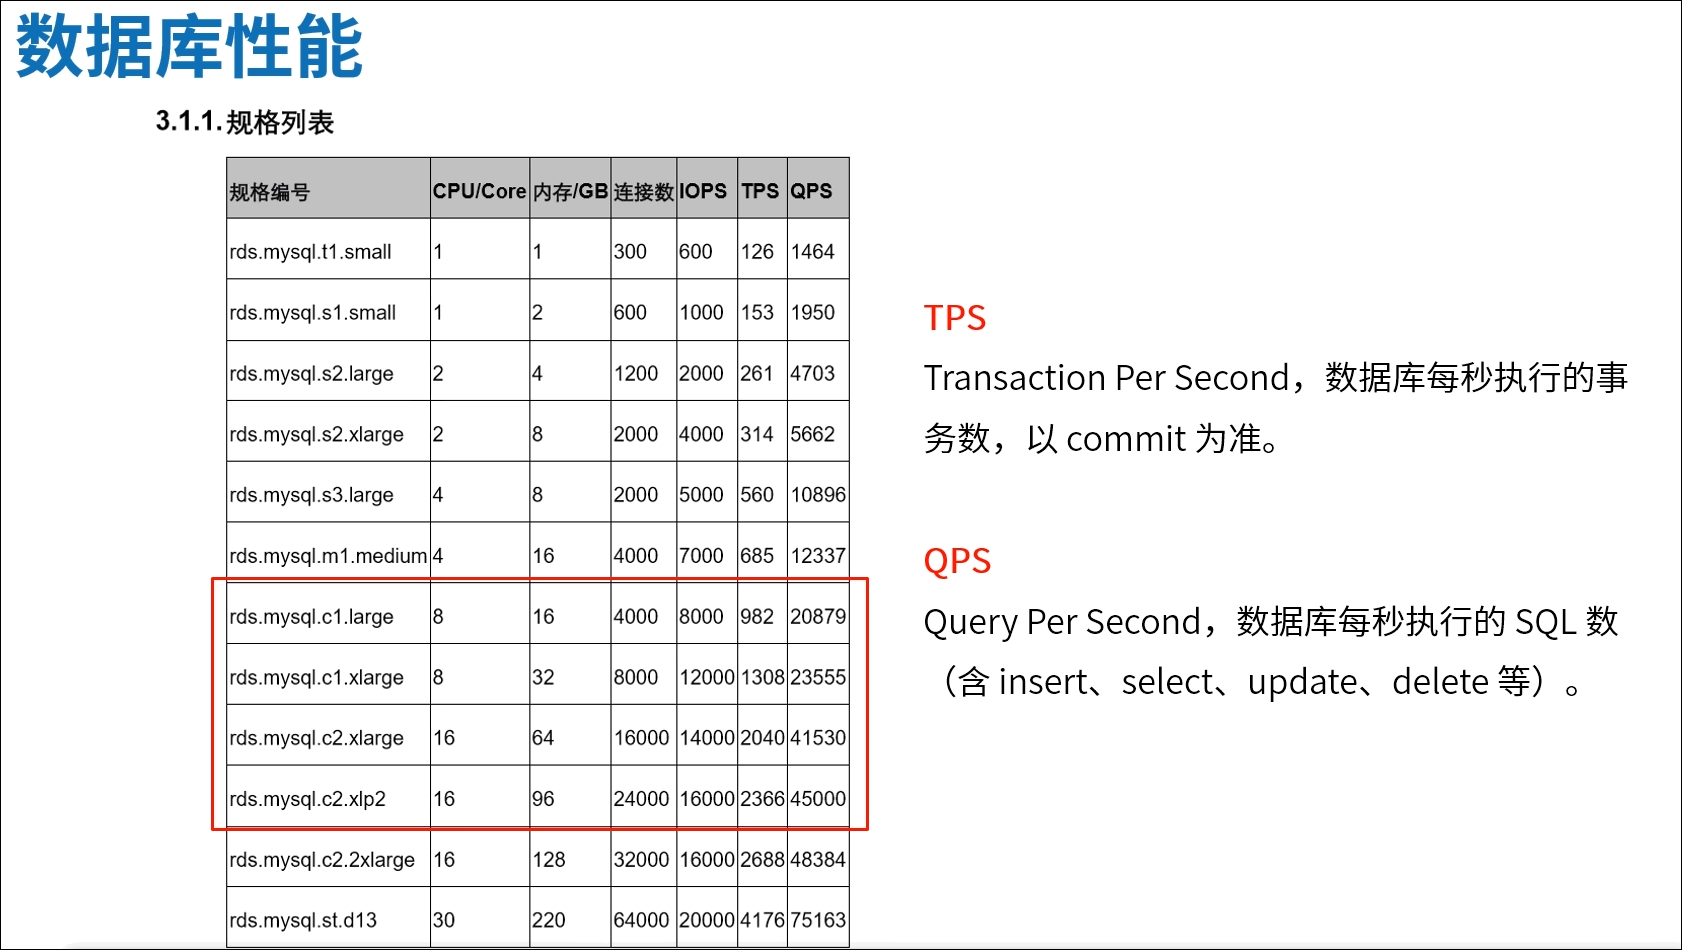 数据库性能
3.1.1.规格列表
规格编号 CPU/Core 内存/GB 连接数 IOPS TPS QPS
rds.mysql.t1.small 1 1 300 600 126 1464
rds.mysql.s1.small 1 2 600 1000 153 1950
rds.mysql.s2.large 2 4 1200 2000 261 4703
rds.mysql.s2.xlarge 2 8 2000 4000 314 5662
rds.mysql.s3.large 4 8 2000 5000 560 10896
rds.mysql.m1.medium 4 16 4000 7000 685 12337
rds.mysql.c1.large 8 16 4000 8000 982 20879
rds.mysql.c1.xlarge 8 32 8000 12000 1308 23555
rds.mysql.c2.xlarge 16 64 16000 14000 2040 41530
rds.mysql.c2.xlp2 16 96 24000 16000 2366 45000
rds.mysql.c2.2xlarge 16 128 32000 16000 2688 48384
rds.mysql.st.d13 30 220 64000 20000 4176 75163
TPS
Transaction Per Second，数据库每秒执行的事
务数，以 commit 为准。
QPS
Query Per Second，数据库每秒执行的 SQL 数
（含 insert、select、update、delete 等）。